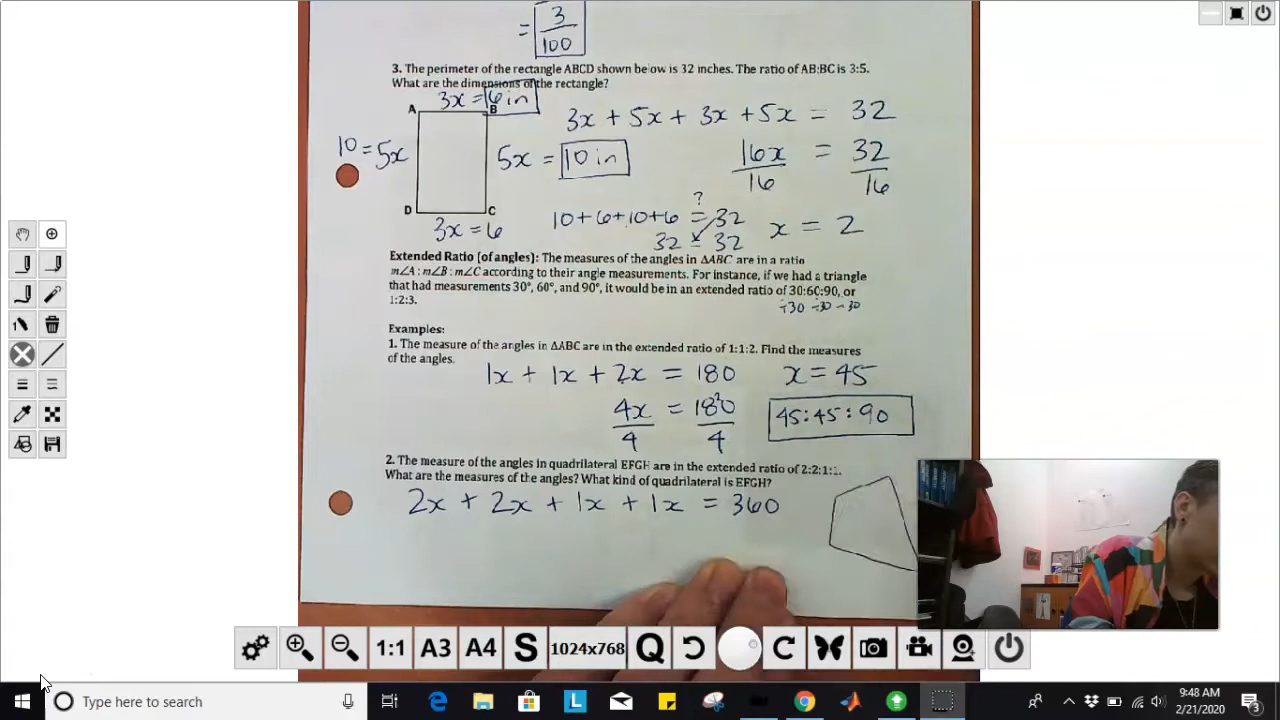 = 3/100
3. The perimeter of the rectangle ABCD shown below is 32 inches. The ratio of AB:BC is 3:5.
What are the dimensions of the rectangle?
3x = 6 in
A B
3x + 5x + 3x + 5x = 32
10 = 5x
5x = 10 in
16x/16 = 32/16
D C
3x = 6
10+6+10+6 ?= 32
32 = 32
x = 2
Extended Ratio (of angles): The measures of the angles in ΔABC are in a ratio
m∠A : m∠B : m∠C according to their angle measurements. For instance, if we had a triangle
that had measurements 30°, 60°, and 90°, it would be in an extended ratio of 30:60:90, or
1:2:3.
÷30 ÷30 ÷30
Examples:
1. The measure of the angles in ΔABC are in the extended ratio of 1:1:2. Find the measures
of the angles.
1x + 1x + 2x = 180
x = 45
4x/4 = 180/4
45:45:90
2. The measure of the angles in quadrilateral EFGH are in the extended ratio of 2:2:1:1.
What are the measures of the angles? What kind of quadrilateral is EFGH?
2x + 2x + 1x + 1x = 360
1:1 A3 A4 S 1024x768 Q
Type here to search
9:48 AM
2/21/2020
3